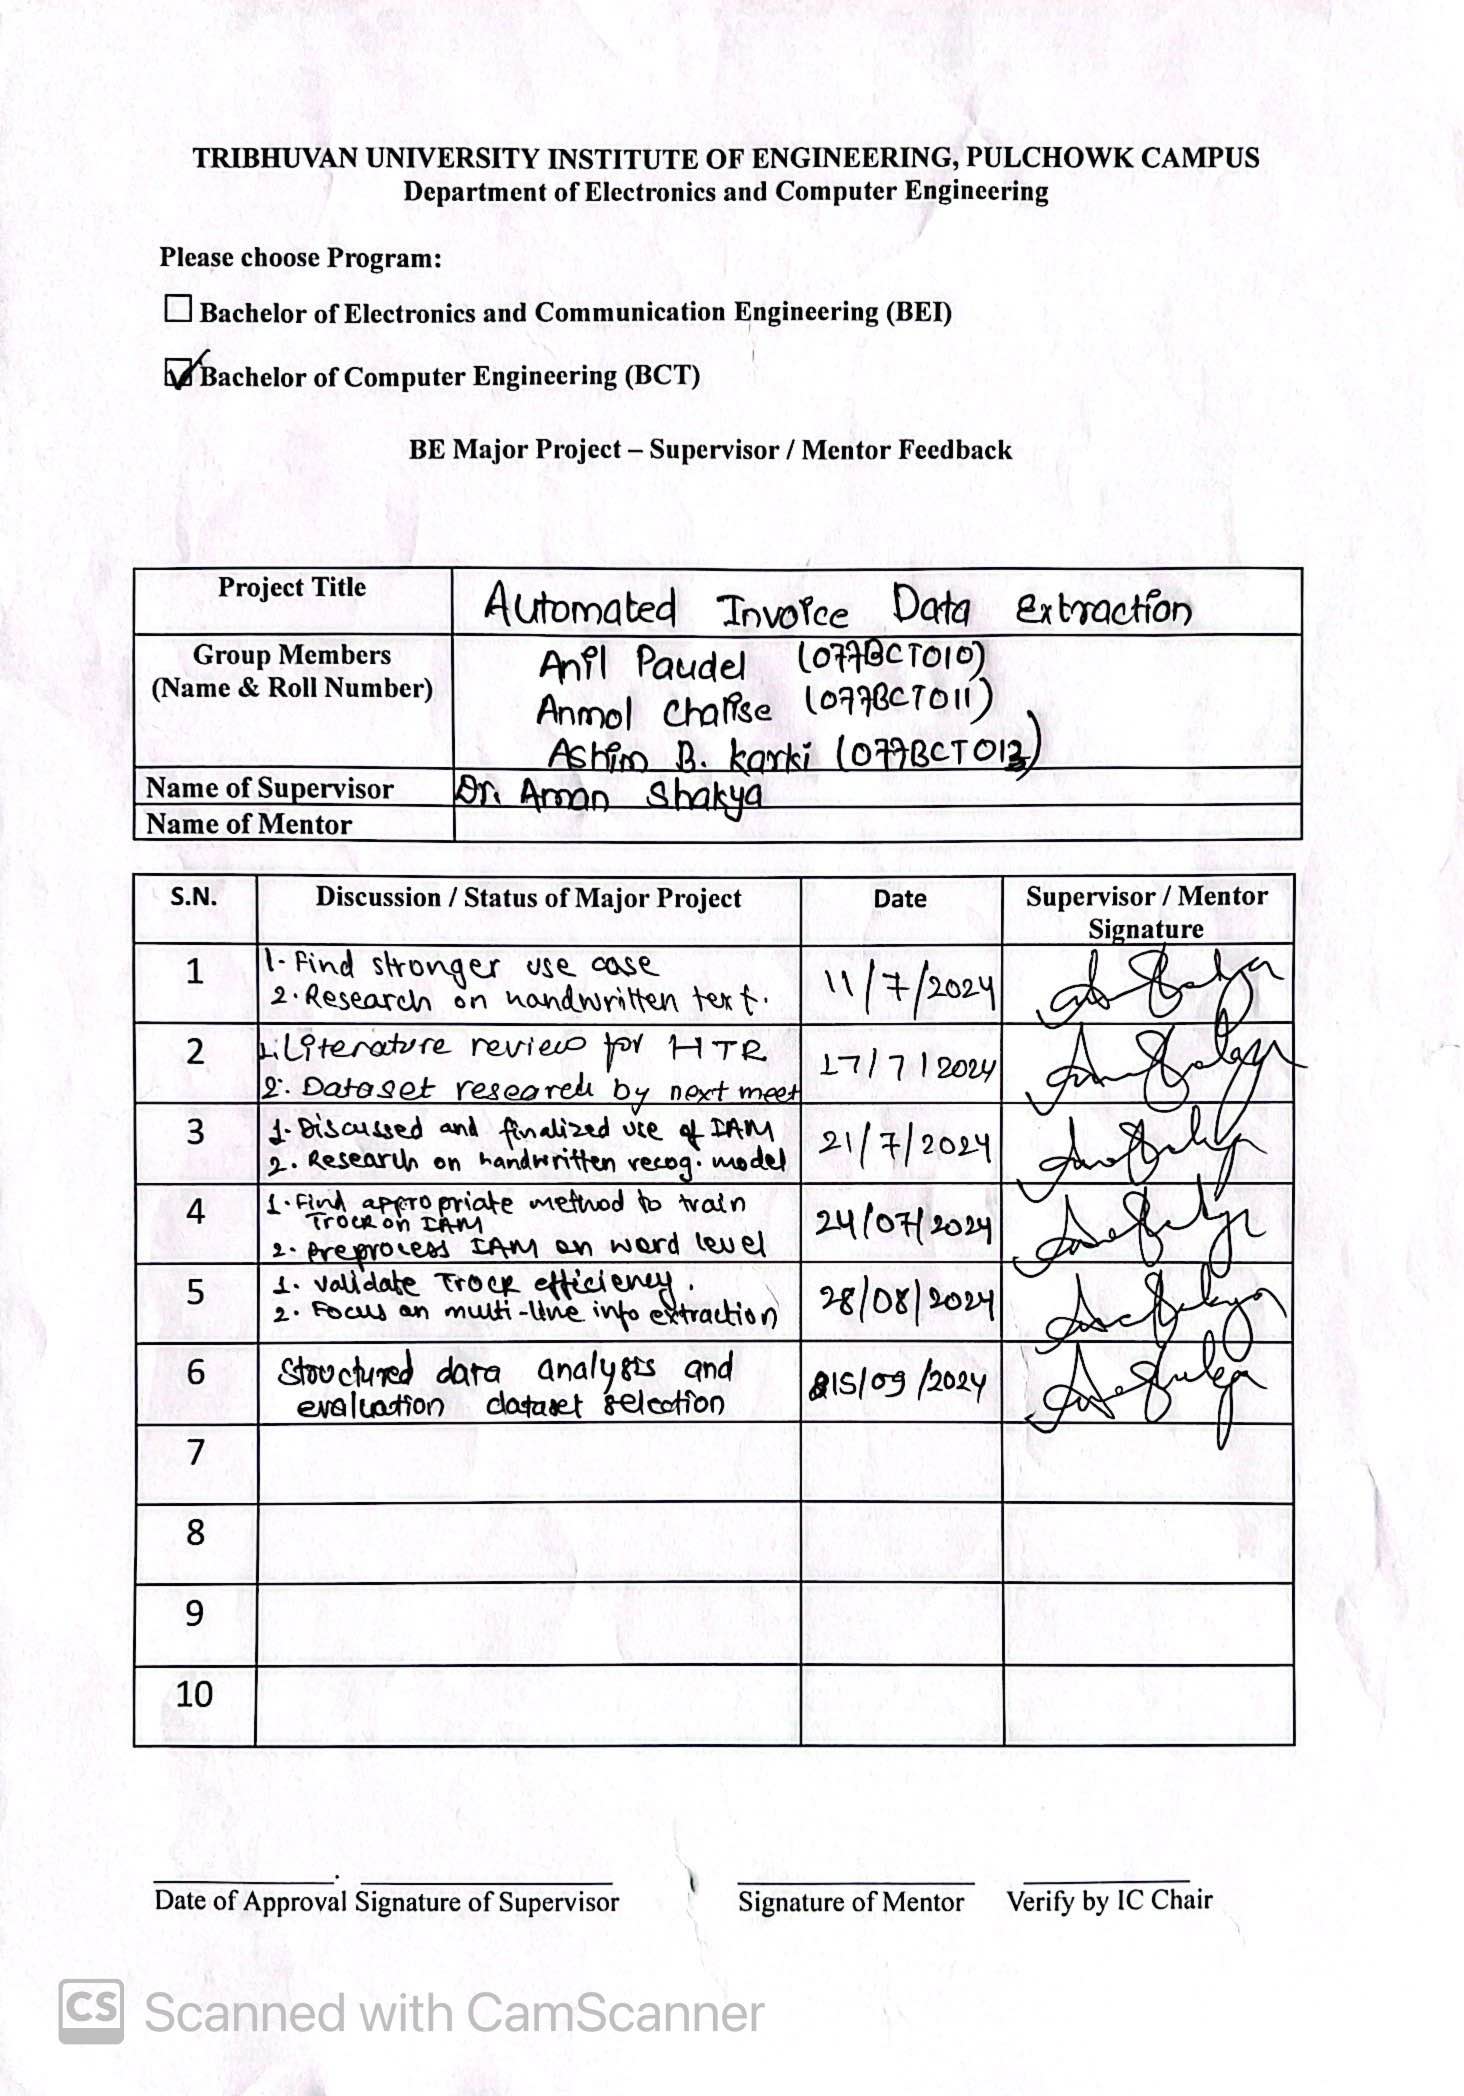 TRIBHUVAN UNIVERSITY INSTITUTE OF ENGINEERING, PULCHOWK CAMPUS
Department of Electronics and Computer Engineering
Please choose Program:
Bachelor of Electronics and Communication Engineering (BEI)
Bachelor of Computer Engineering (BCT)
BE Major Project – Supervisor / Mentor Feedback
Project Title Automated Invoice Data Extraction
Group Members Anil Paudel (077BCT010)
(Name & Roll Number) Anmol Chalise (077BCT011)
Ashim B. Karki (077BCT013)
Name of Supervisor Dr. Aman Shakya
Name of Mentor
S.N. Discussion / Status of Major Project Date Supervisor / Mentor
Signature
1 1. Find stronger use case 11/7/2024
2. Research on handwritten text.
2 1. Literature review for HTR 17/7/2024
2. Dataset research by next meet
3 1. Discussed and finalized use of IAM 21/7/2024
2. Research on handwritten recog. model
4 1. Find appropriate method to train 24/07/2024
Trocr on IAM
2. Preprocess IAM on word level
5 1. Validate Trocr efficiency. 28/08/2024
2. Focus on multi-line info extraction
6 Structured data analysis and 15/09/2024
evaluation dataset selection
7
8
9
10
Date of Approval Signature of Supervisor Signature of Mentor Verify by IC Chair
CS Scanned with CamScanner